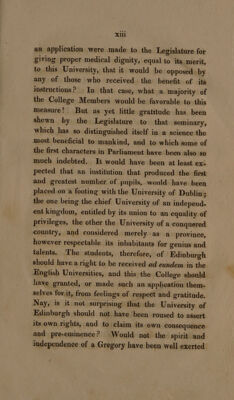 xiii
an application were made to the Legislature for
giving proper medical dignity, equal to its merit,
to this University, that it would be opposed by
any of those who received the benefit of its
instructions? In that case, what a majority of
the College Members would be favorable to this
measure! But as yet little gratitude has been
shewn by the Legislature to that seminary,
which has so distinguished itself in a science the
most beneficial to mankind, and to which some of
the first characters in Parliament have been also so
much indebted. It would have been at least ex-
pected that an institution that produced the first
and greatest number of pupils, would have been
placed on a footing with the University of Dublin;
the one being the chief University of an independ-
ent kingdom, entitled by its union to an equality of
privileges, the other the University of a conquered
country, and considered merely as a province,
however respectable its inhabitants for genius and
talents. The students, therefore, of Edinburgh
should have a right to be received ad eundem in the
English Universities, and this the College should
have granted, or made such an application them-
selves for it, from feelings of respect and gratitude.
Nay, is it not surprising that the University of
Edinburgh should not have been roused to assert
its own rights, and to claim its own consequence
and pre-eminence? Would not the spirit and
independence of a Gregory have been well exerted